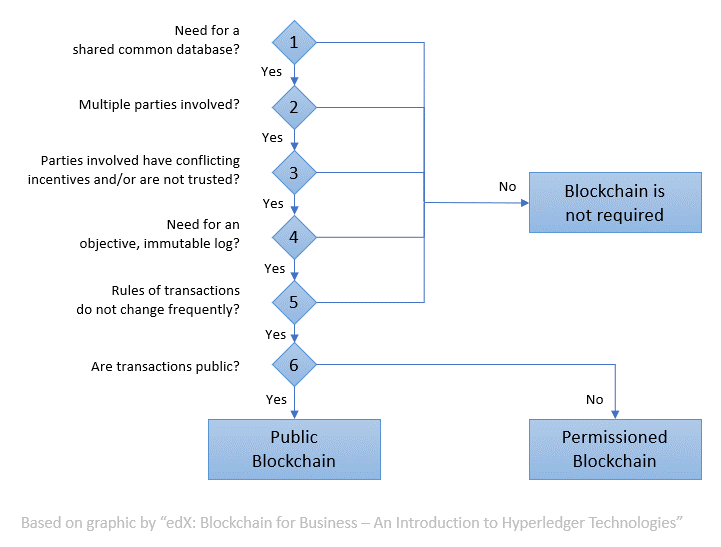 Need for a
shared common database?
1
Yes
Multiple parties involved?
2
Yes
Parties involved have conflicting
incentives and/or are not trusted?
3
No
Blockchain is
not required
Yes
Need for an
objective, immutable log?
4
Yes
Rules of transactions
do not change frequently?
5
Yes
Are transactions public?
6
Yes
No
Public
Blockchain
Permissioned
Blockchain
Based on graphic by “edX: Blockchain for Business – An Introduction to Hyperledger Technologies”